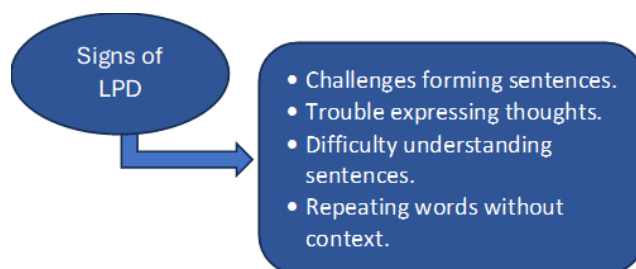 Signs of
LPD
• Challenges forming sentences.
• Trouble expressing thoughts.
• Difficulty understanding
sentences.
• Repeating words without
context.